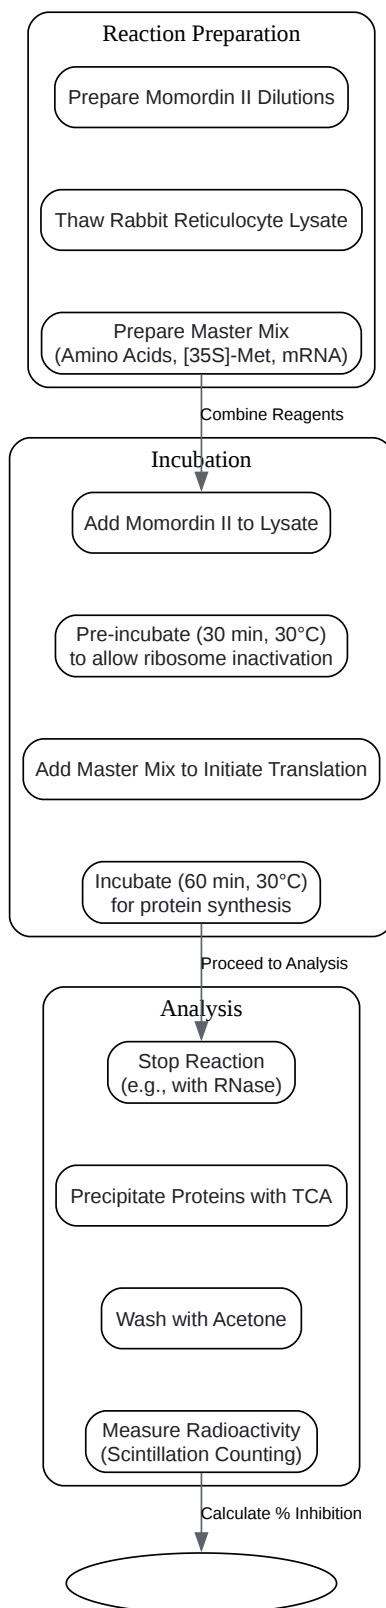 Reaction Preparation
Prepare Momordin II Dilutions
Thaw Rabbit Reticulocyte Lysate
Prepare Master Mix
(Amino Acids, [35S]-Met, mRNA)
Combine Reagents
Incubation
Add Momordin II to Lysate
Pre-incubate (30 min, 30°C)
to allow ribosome inactivation
Add Master Mix to Initiate Translation
Incubate (60 min, 30°C)
for protein synthesis
Proceed to Analysis
Analysis
Stop Reaction
(e.g., with RNase)
Precipitate Proteins with TCA
Wash with Acetone
Measure Radioactivity
(Scintillation Counting)
Calculate % Inhibition